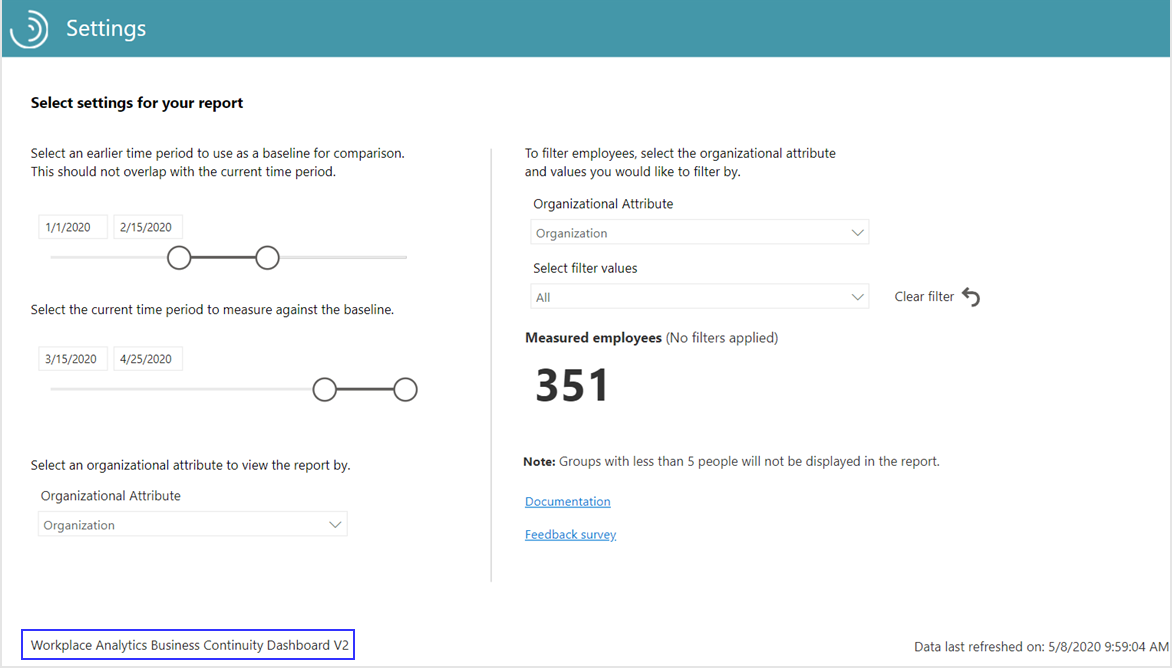 Settings
Select settings for your report
Select an earlier time period to use as a baseline for comparison.
This should not overlap with the current time period.
1/1/2020
2/15/2020
Select the current time period to measure against the baseline.
3/15/2020
4/25/2020
Select an organizational attribute to view the report by.
Organizational Attribute
Organization
To filter employees, select the organizational attribute
and values you would like to filter by.
Organizational Attribute
Organization
Select filter values
All
Clear filter
Measured employees (No filters applied)
351
Note: Groups with less than 5 people will not be displayed in the report.
Documentation
Feedback survey
Workplace Analytics Business Continuity Dashboard V2
Data last refreshed on: 5/8/2020 9:59:04 AM